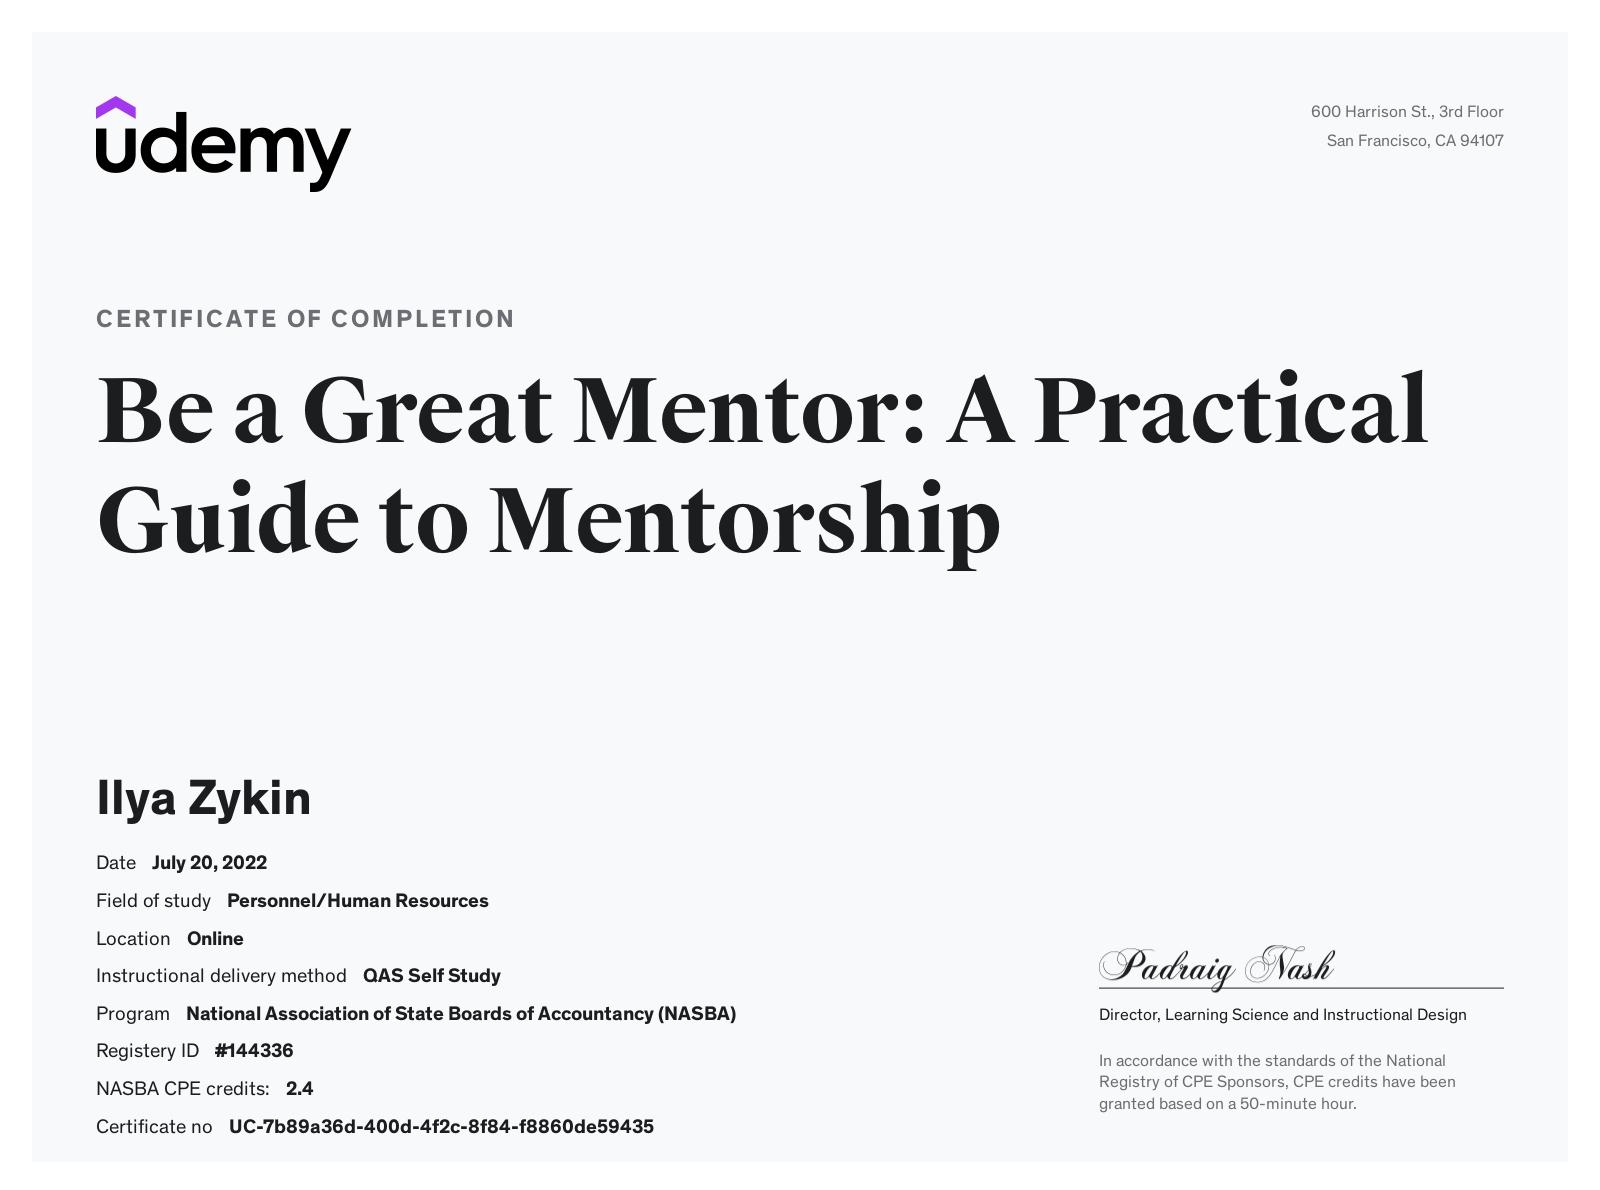 udemy
600 Harrison St., 3rd Floor
San Francisco, CA 94107
CERTIFICATE OF COMPLETION
Be a Great Mentor: A Practical
Guide to Mentorship
Ilya Zykin
Date July 20, 2022
Field of study Personnel/Human Resources
Location Online
Instructional delivery method QAS Self Study
Program National Association of State Boards of Accountancy (NASBA)
Registery ID #144336
NASBA CPE credits: 2.4
Certificate no UC-7b89a36d-400d-4f2c-8f84-f8860de59435
Padraig Nash
Director, Learning Science and Instructional Design
In accordance with the standards of the National
Registry of CPE Sponsors, CPE credits have been
granted based on a 50-minute hour.